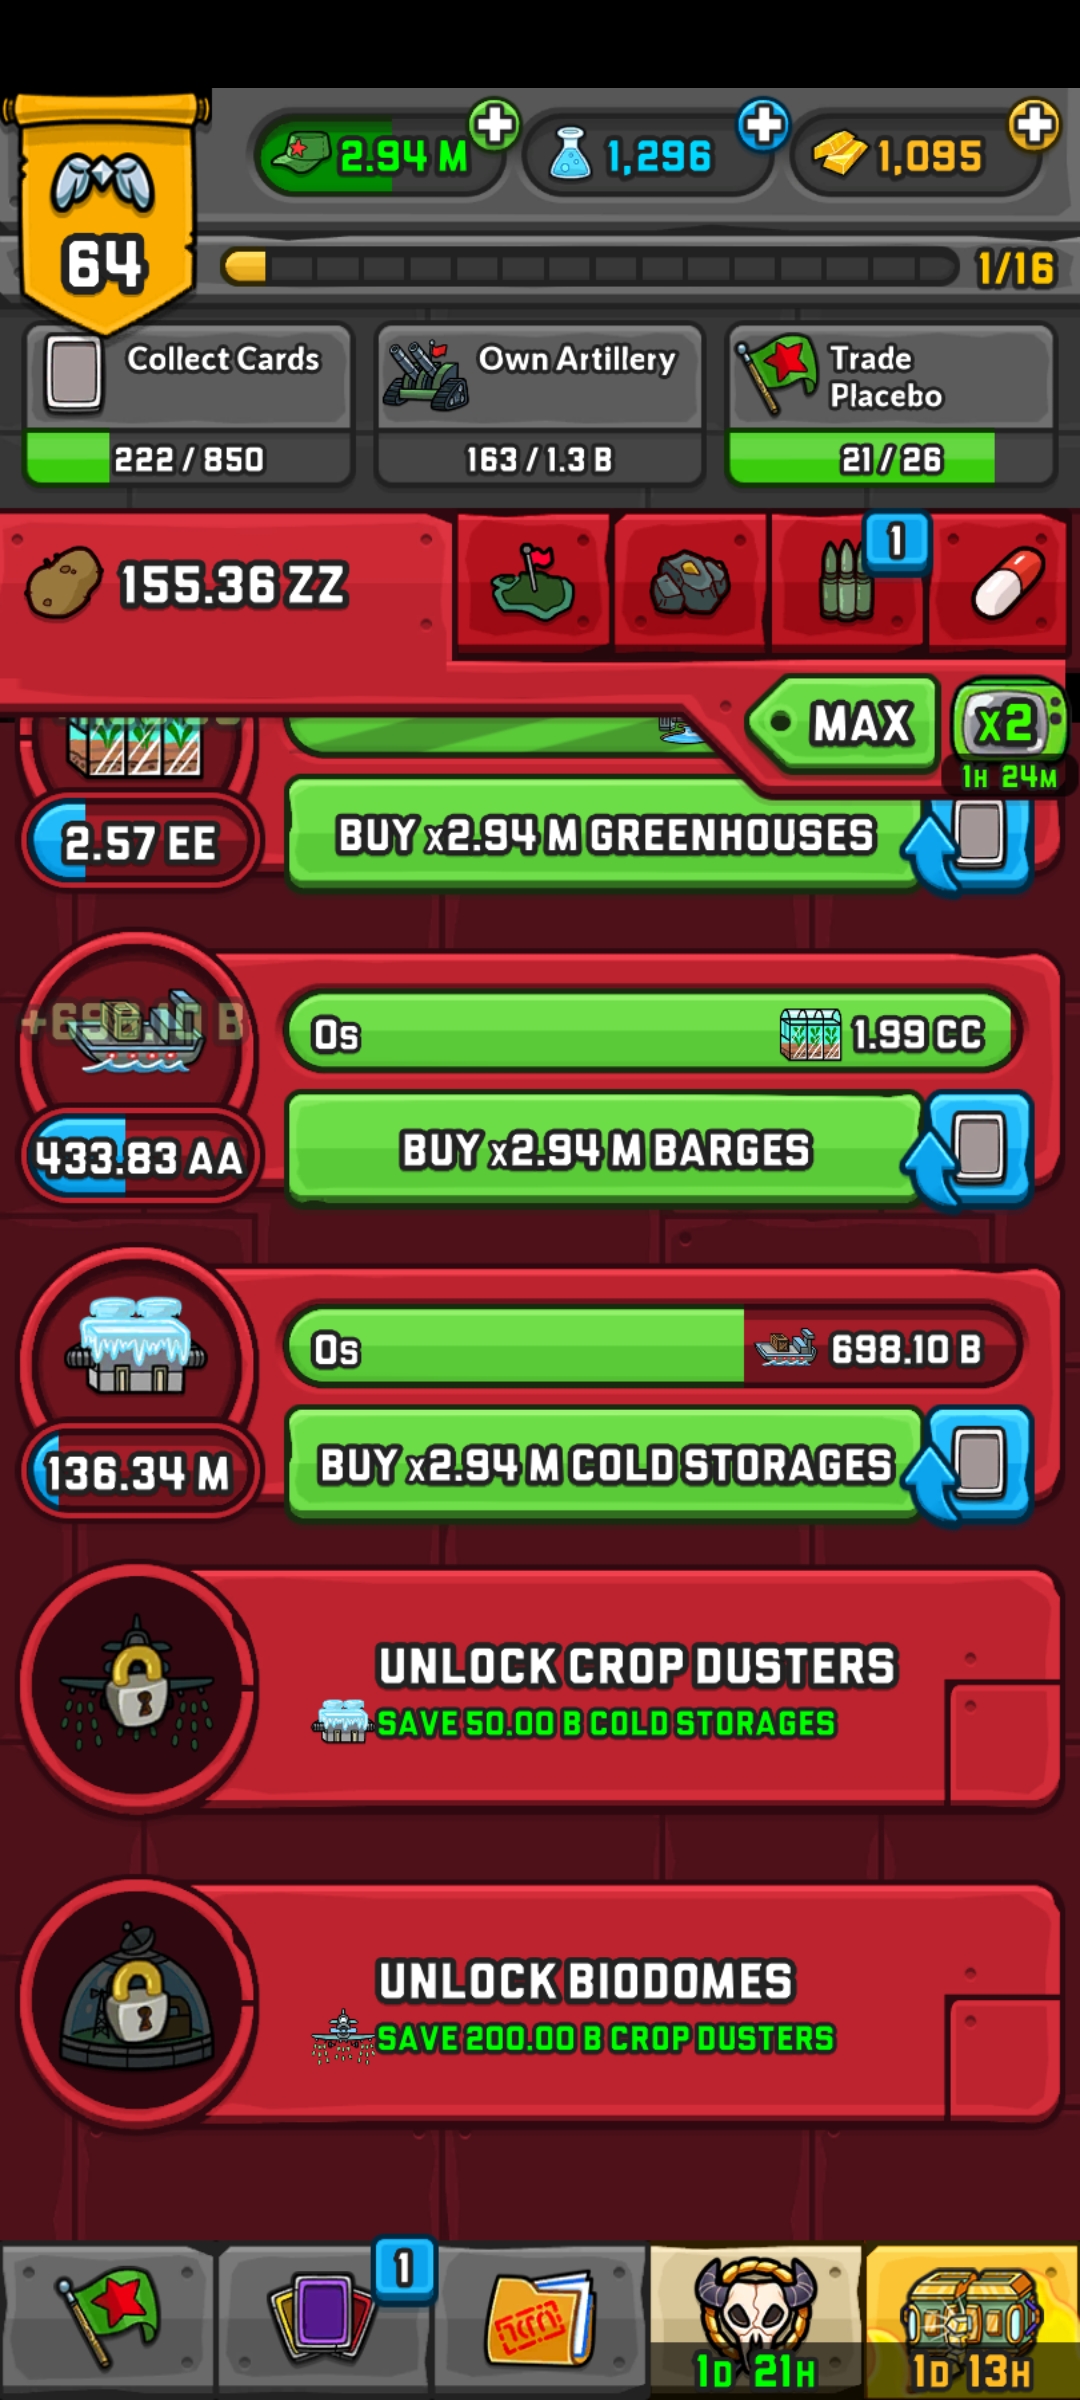 2.94 M
1,296
1,095
64
1/16
Collect Cards
222 / 850
Own Artillery
163 / 1.3 B
Trade
Placebo
21 / 26
155.36 ZZ
1
MAX
x2
1H 24M
2.57 EE
BUY x2.94 M GREENHOUSES
+698.10 B
0s
1.99 CC
433.83 AA
BUY x2.94 M BARGES
0s
698.10 B
136.34 M
BUY x2.94 M COLD STORAGES
UNLOCK CROP DUSTERS
SAVE 50.00 B COLD STORAGES
UNLOCK BIODOMES
SAVE 200.00 B CROP DUSTERS
1
1D 21H
1D 13H